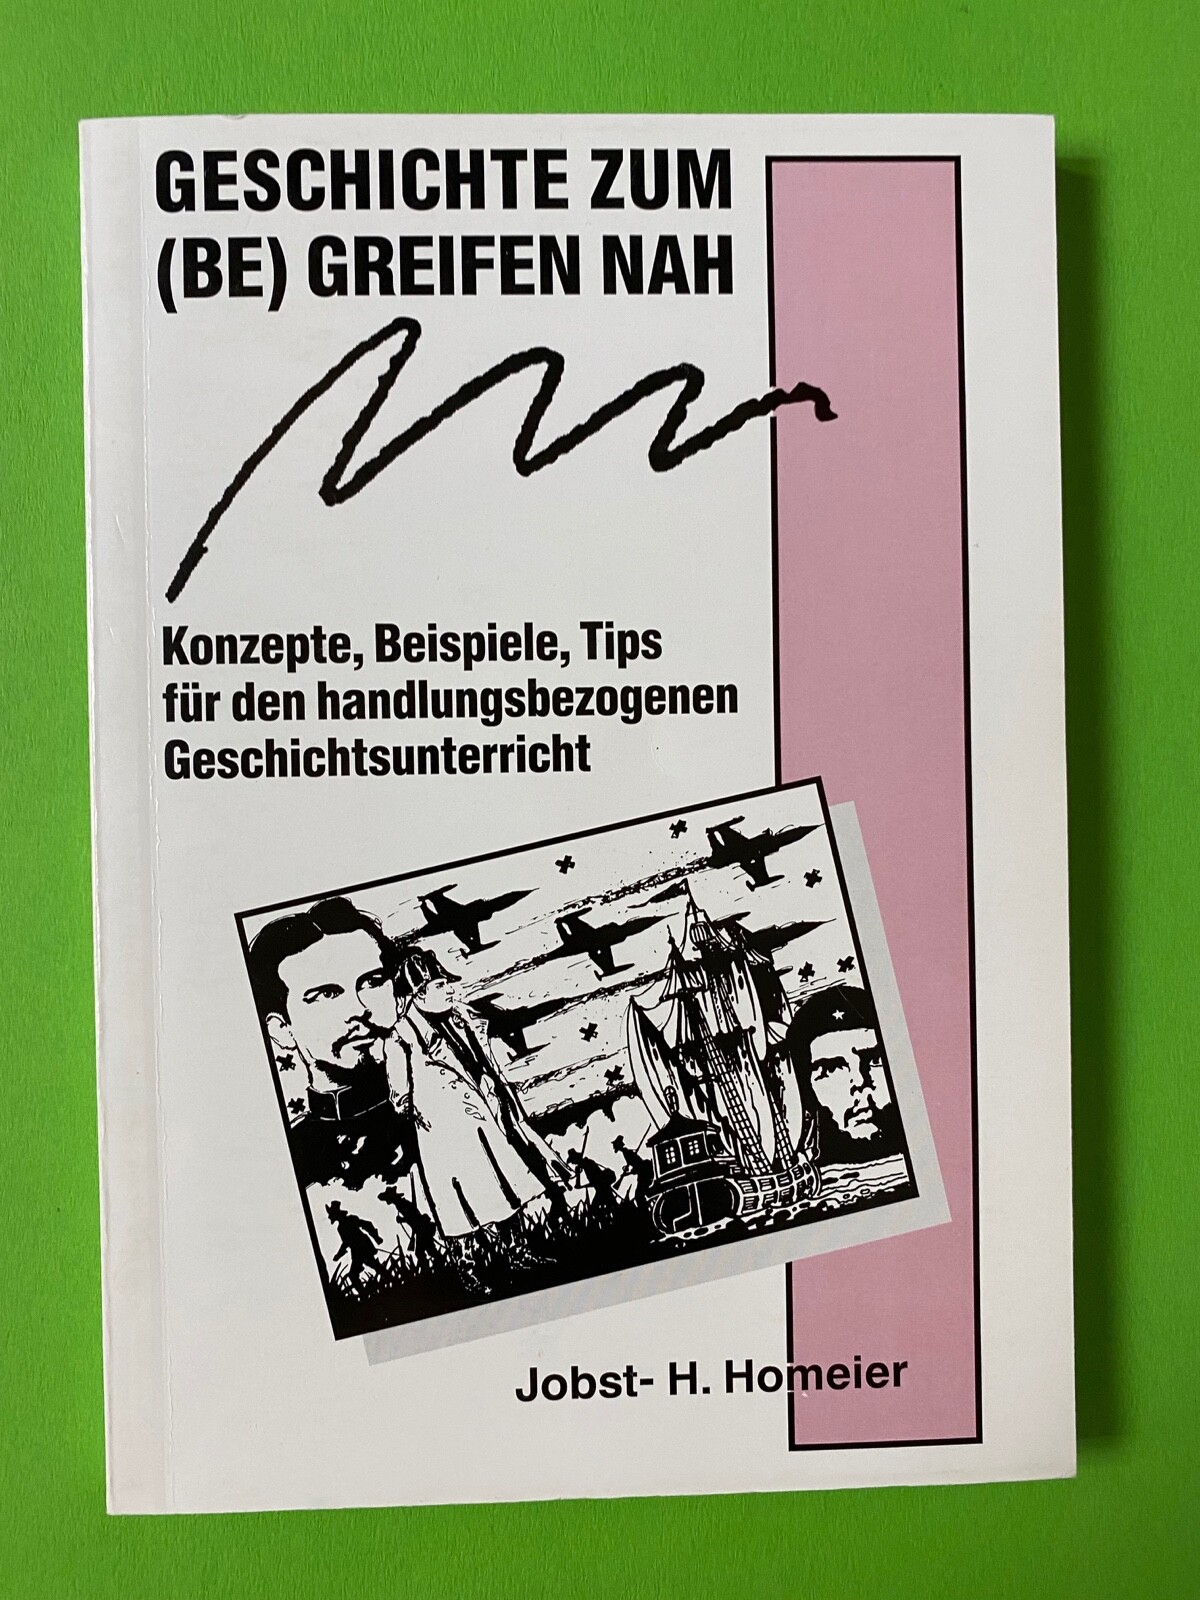 GESCHICHTE ZUM
(BE) GREIFEN NAH
Konzepte, Beispiele, Tips
für den handlungsbezogenen
Geschichtsunterricht
Jobst- H. Homeier